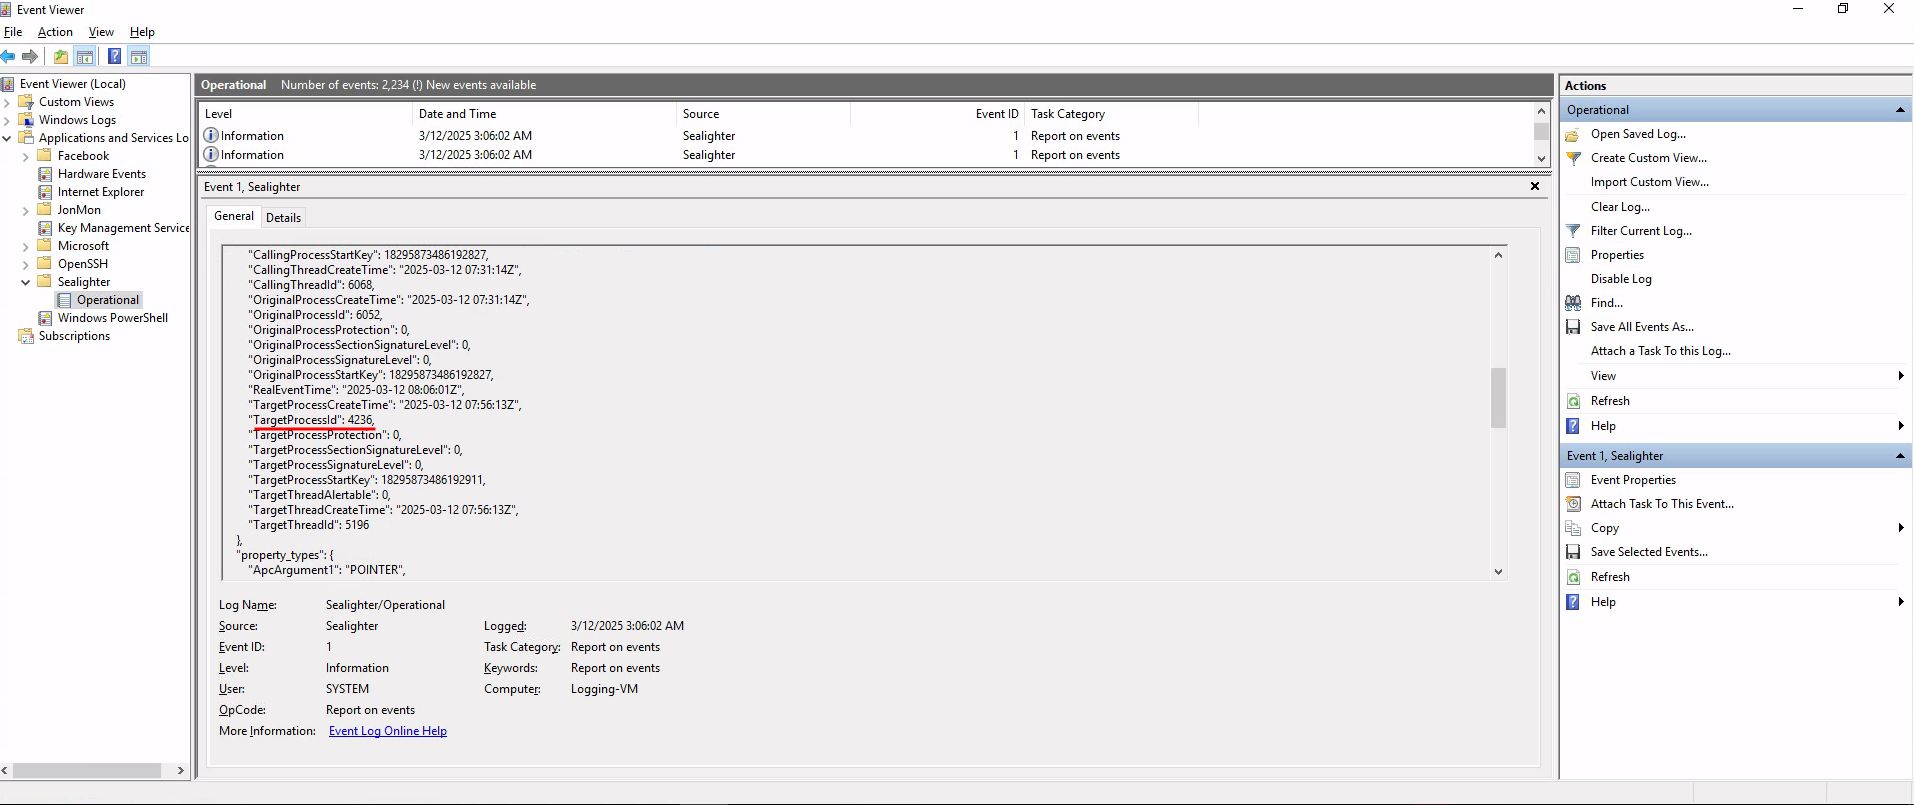 Event Viewer
File Action View Help
Event Viewer (Local)
Custom Views
Windows Logs
Applications and Services Lo
Facebook
Hardware Events
Internet Explorer
JonMon
Key Management Service
Microsoft
OpenSSH
Sealighter
Operational
Windows PowerShell
Subscriptions
Operational Number of events: 2,234 (!) New events available
Level Date and Time Source Event ID Task Category
Information 3/12/2025 3:06:02 AM Sealighter 1 Report on events
Information 3/12/2025 3:06:02 AM Sealighter 1 Report on events
Event 1, Sealighter
General Details
"CallingProcessStartKey": 18295873486192827,
"CallingThreadCreateTime": "2025-03-12 07:31:14Z",
"CallingThreadId": 6068,
"OriginalProcessCreateTime": "2025-03-12 07:31:14Z",
"OriginalProcessId": 6052,
"OriginalProcessProtection": 0,
"OriginalProcessSectionSignatureLevel": 0,
"OriginalProcessSignatureLevel": 0,
"OriginalProcessStartKey": 18295873486192827,
"RealEventTime": "2025-03-12 08:06:01Z",
"TargetProcessCreateTime": "2025-03-12 07:56:13Z",
"TargetProcessId": 4236,
"TargetProcessProtection": 0,
"TargetProcessSectionSignatureLevel": 0,
"TargetProcessSignatureLevel": 0,
"TargetProcessStartKey": 18295873486192911,
"TargetThreadAlertable": 0,
"TargetThreadCreateTime": "2025-03-12 07:56:13Z",
"TargetThreadId": 5196
},
"property_types": {
"ApcArgument1": "POINTER",
Log Name: Sealighter/Operational
Source: Sealighter Logged: 3/12/2025 3:06:02 AM
Event ID: 1 Task Category: Report on events
Level: Information Keywords: Report on events
User: SYSTEM Computer: Logging-VM
OpCode: Report on events
More Information: Event Log Online Help
Actions
Operational
Open Saved Log...
Create Custom View...
Import Custom View...
Clear Log...
Filter Current Log...
Properties
Disable Log
Find...
Save All Events As...
Attach a Task To this Log...
View
Refresh
Help
Event 1, Sealighter
Event Properties
Attach Task To This Event...
Copy
Save Selected Events...
Refresh
Help